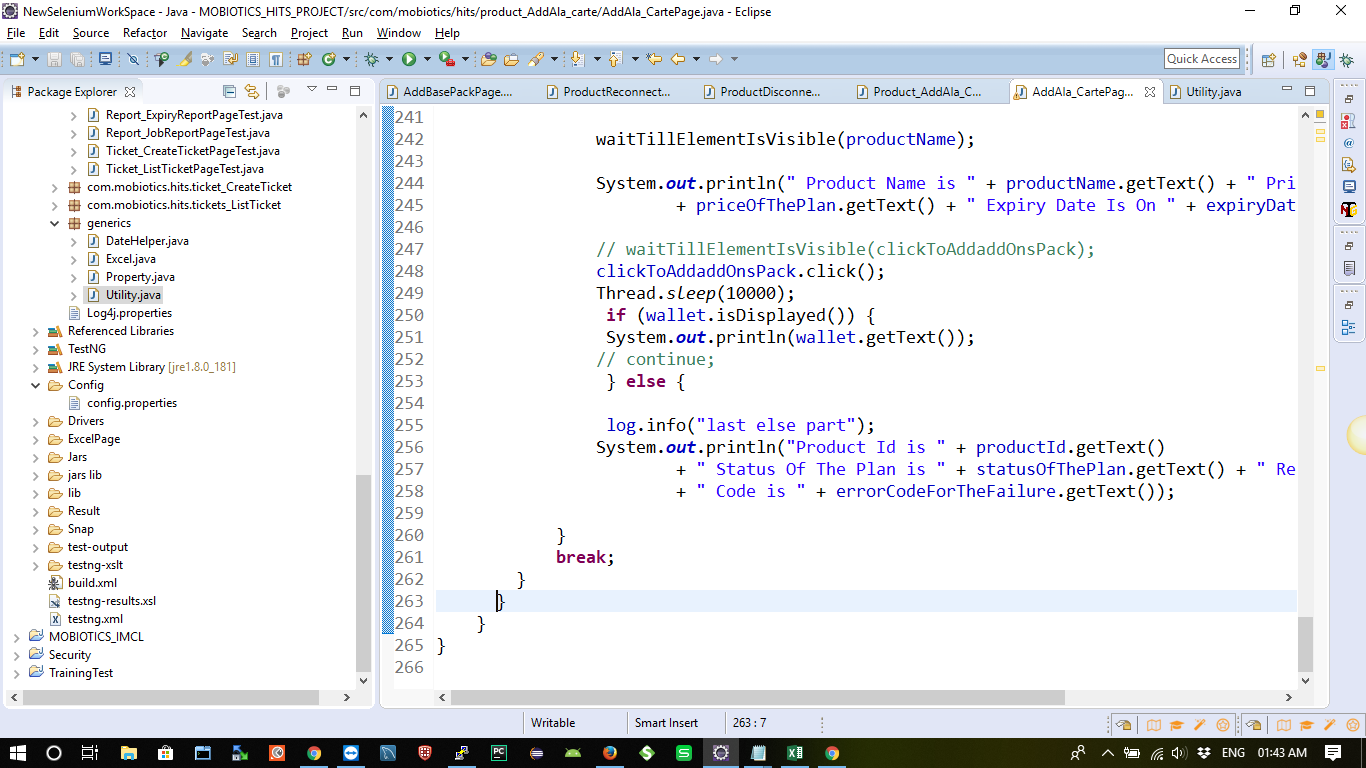 NewSeleniumWorkSpace - Java - MOBIOTICS_HITS_PROJECT/src/com/mobiotics/hits/product_AddAla_carte/AddAla_CartePage.java - Eclipse
File Edit Source Refactor Navigate Search Project Run Window Help
Quick Access
Package Explorer
AddBasePackPage....
ProductReconnect...
ProductDisconne...
Product_AddAla_C...
AddAla_CartePag...
Utility.java
Report_ExpiryReportPageTest.java
Report_JobReportPageTest.java
Ticket_CreateTicketPageTest.java
Ticket_ListTicketPageTest.java
com.mobiotics.hits.ticket_CreateTicket
com.mobiotics.hits.tickets_ListTicket
generics
DateHelper.java
Excel.java
Property.java
Utility.java
Log4j.properties
Referenced Libraries
TestNG
JRE System Library [jre1.8.0_181]
Config
config.properties
Drivers
ExcelPage
Jars
jars lib
lib
Result
Snap
test-output
testng-xslt
build.xml
testng-results.xsl
testng.xml
MOBIOTICS_IMCL
Security
TrainingTest
241
242 waitTillElementIsVisible(productName);
243
244 System.out.println(" Product Name is " + productName.getText() + " Pri
245 + priceOfThePlan.getText() + " Expiry Date Is On " + expiryDat
246
247 // waitTillElementIsVisible(clickToAddaddOnsPack);
248 clickToAddaddOnsPack.click();
249 Thread.sleep(10000);
250 if (wallet.isDisplayed()) {
251 System.out.println(wallet.getText());
252 // continue;
253 } else {
254
255 log.info("last else part");
256 System.out.println("Product Id is " + productId.getText()
257 + " Status Of The Plan is " + statusOfThePlan.getText() + " Re
258 + " Code is " + errorCodeForTheFailure.getText());
259
260 }
261 break;
262 }
263 }
264 }
265 }
266
Writable
Smart Insert
263 : 7
PC
ENG
01:43 AM